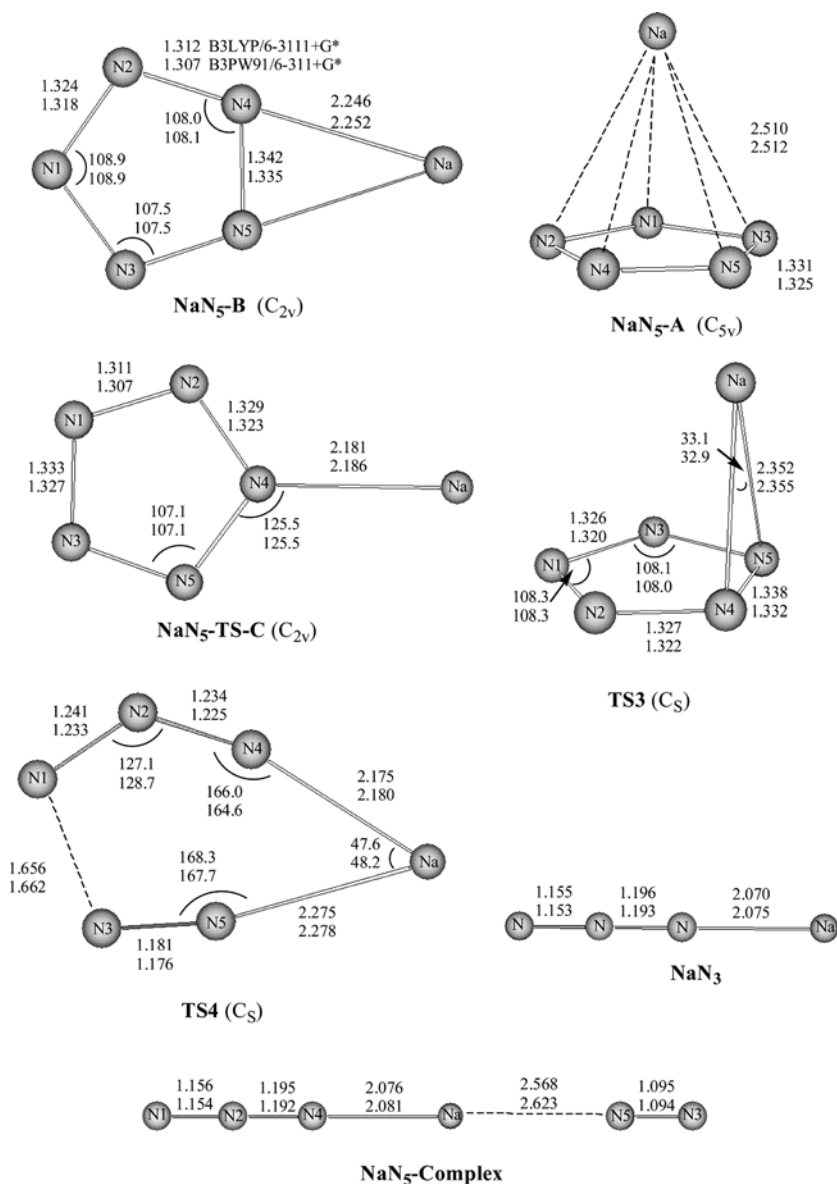 1.312 B3LYP/6-3111+G*
1.307 B3PW91/6-311+G*
N2
1.324
1.318
N4
108.0
108.1
2.246
2.252
N1
108.9
108.9
1.342
1.335
Na
107.5
107.5
N5
N3
NaN5-B (C2v)
Na
2.510
2.512
N1
N2
N3
N4
N5
1.331
1.325
NaN5-A (C5v)
1.311
1.307
N2
N1
1.329
1.323
2.181
2.186
1.333
1.327
N4
Na
107.1
107.1
125.5
125.5
N3
N5
NaN5-TS-C (C2v)
Na
33.1
32.9
2.352
2.355
1.326
1.320
N3
N1
N5
108.1
108.0
108.3
108.3
N2
N4
1.338
1.332
1.327
1.322
TS3 (CS)
1.241
1.233
N2
1.234
1.225
N4
N1
127.1
128.7
166.0
164.6
2.175
2.180
1.656
1.662
168.3
167.7
47.6
48.2
Na
N3
N5
1.181
1.176
2.275
2.278
TS4 (CS)
1.155
1.153
1.196
1.193
2.070
2.075
N
N
N
Na
NaN3
1.156
1.154
1.195
1.192
2.076
2.081
2.568
2.623
1.095
1.094
N1
N2
N4
Na
N5
N3
NaN5-Complex